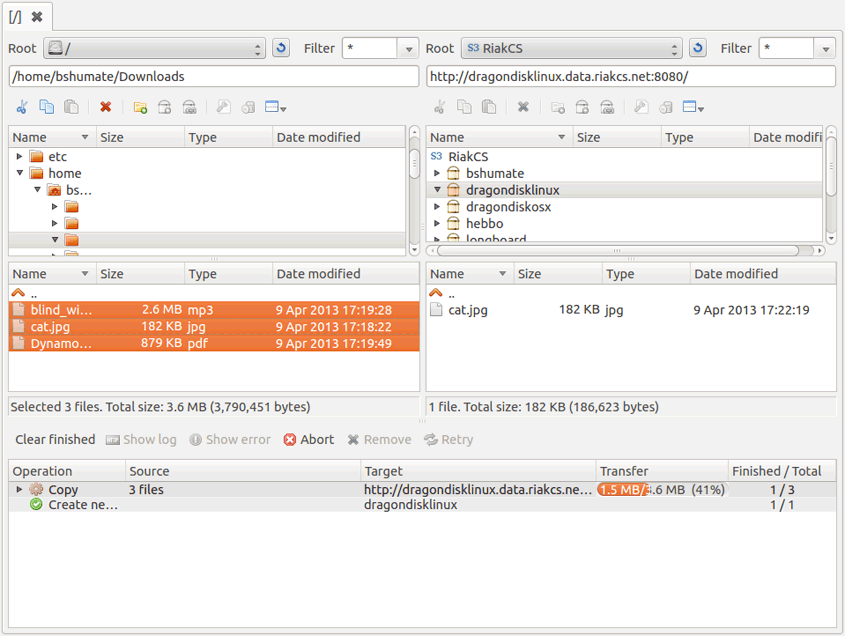 [/]
Root / Filter * Root S3 RiakCS Filter *
/home/bshumate/Downloads http://dragondisklinux.data.riakcs.net:8080/
Name Size Type Date modified Name Size Type Date modifi
etc S3 RiakCS
home bshumate
bs... dragondisklinux
dragondiskosx
hebbo
longboard
Name Size Type Date modified Name Size Type Date modified
.. ..
blind_wi... 2.6 MB mp3 9 Apr 2013 17:19:28 cat.jpg 182 KB jpg 9 Apr 2013 17:22:19
cat.jpg 182 KB jpg 9 Apr 2013 17:18:22
Dynamo... 879 KB pdf 9 Apr 2013 17:19:49
Selected 3 files. Total size: 3.6 MB (3,790,451 bytes) 1 file. Total size: 182 KB (186,623 bytes)
Clear finished Show log Show error Abort Remove Retry
Operation Source Target Transfer Finished / Total
Copy 3 files http://dragondisklinux.data.riakcs.ne... 1.5 MB/3.6 MB (41%) 1 / 3
Create ne... dragondisklinux 1 / 1